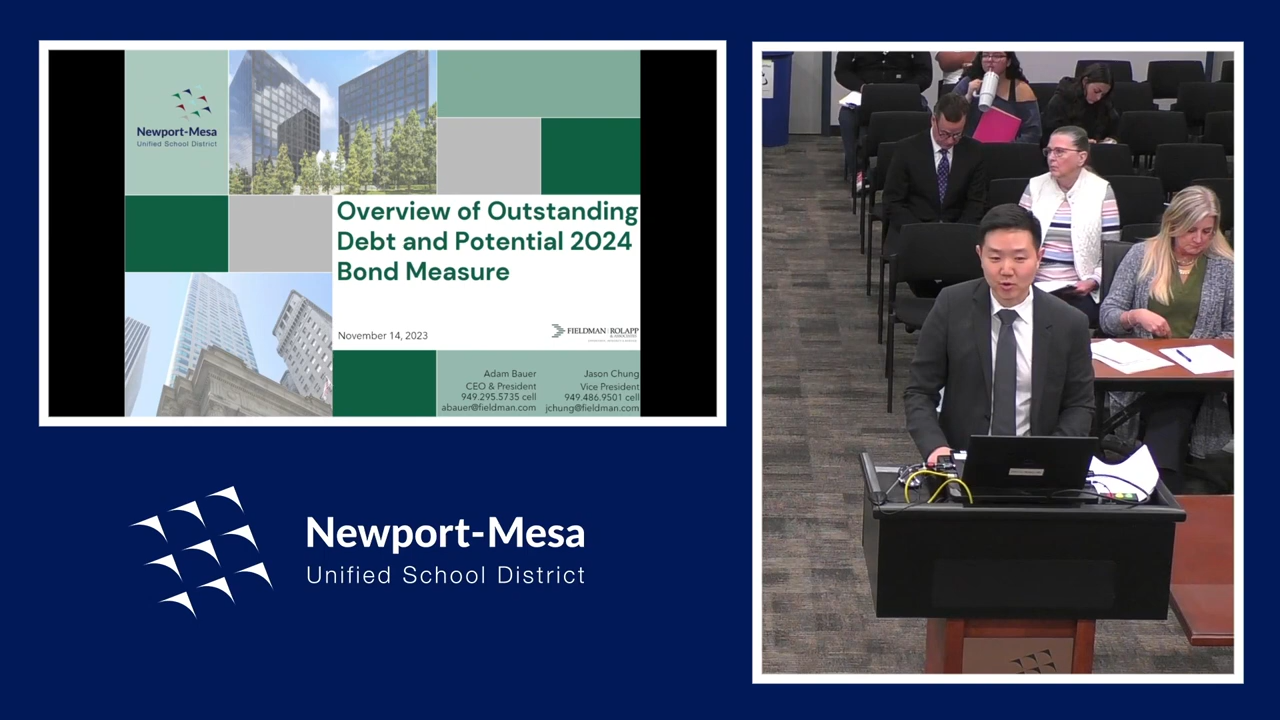 Newport-Mesa
Unified School District
Overview of Outstanding
Debt and Potential 2024
Bond Measure
November 14, 2023
FIELDMAN | ROLAPP
Adam Bauer
CEO & President
949.295.5735 cell
abauer@fieldman.com
Jason Chung
Vice President
949.486.9501 cell
jchung@fieldman.com
Newport-Mesa
Unified School District